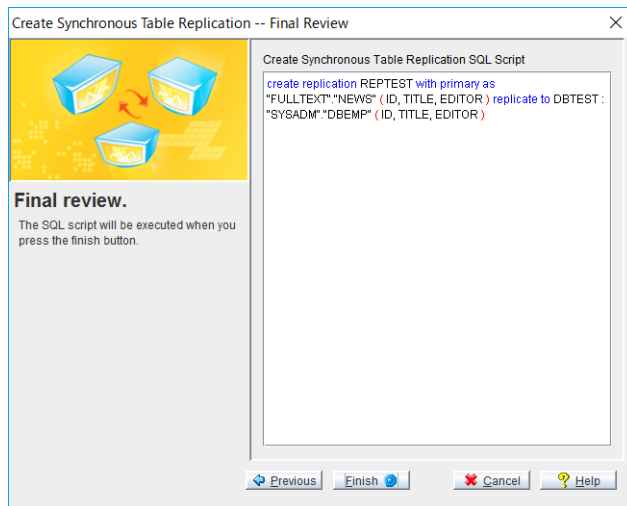 Create Synchronous Table Replication -- Final Review
Create Synchronous Table Replication SQL Script
create replication REPTEST with primary as
"FULLTEXT"."NEWS" ( ID, TITLE, EDITOR ) replicate to DBTEST :
"SYSADM"."DBEMP" ( ID, TITLE, EDITOR )
Final review.
The SQL script will be executed when you
press the finish button.
Previous
Finish
Cancel
Help